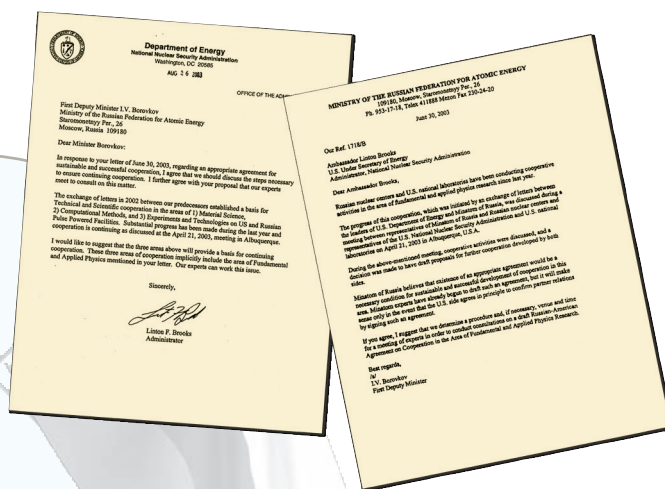 Department of Energy
National Nuclear Security Administration
Washington, DC 20585
AUG 26 2003
OFFICE OF THE
First Deputy Minister I.V. Borovkov
Ministry of the Russian Federation for Atomic Energy
Staromonetnyy Per., 26
Moscow, Russia 109180
Dear Minister Borovkov:
In response to your letter of June 30, 2003, regarding an appropriate agreement for
sustainable and successful cooperation, I agree that we should discuss the steps necessary
to ensure continuing cooperation. I further agree with your proposal that our experts
meet to consult on this matter.
The exchange of letters in 2002 between our predecessors established a basis for
Technical and Scientific cooperation in the areas of 1) Material Science,
2) Computational Methods, and 3) Experiments and Technologies on US and Russian
Pulse Powered Facilities. Substantial progress has been made during the last year and
cooperation is continuing as discussed at the April 21, 2003, meeting in Albuquerque.
I would like to suggest that the three areas above will provide a basis for continuing
cooperation. These three areas of cooperation implicitly include the area of Fundamental
and Applied Physics mentioned in your letter. Our experts can work this issue.
Sincerely,
Linton F. Brooks
Administrator
MINISTRY OF THE RUSSIAN FEDERATION FOR ATOMIC ENERGY
109180, Moscow, Staromonetnyy Per., 26
Ph. 953-17-18, Telex 411888 Mezon Fax 230-24-20
June 30, 2003
Our Ref. 1718/B
Ambassador Linton Brooks
U.S. Under Secretary of Energy
Administrator, National Nuclear Security Administration
Dear Ambassador Brooks,
Russian nuclear centers and U.S. national laboratories have been conducting cooperative
activities in the area of fundamental and applied physics research since last year.
The progress of this cooperation, which was initiated by an exchange of letters between
the leaders of U.S. Department of Energy and Minatom of Russia, was discussed during a
meeting between representatives of Minatom of Russia and Russian nuclear centers and
representatives of the U.S. National Nuclear Security Administration and U.S. national
laboratories on April 21, 2003 in Albuquerque, U.S.A.
During the above-mentioned meeting, cooperative activities were discussed, and a
decision was made to have draft proposals for further cooperation developed by both
sides.
Minatom of Russia believes that existence of an appropriate agreement would be a
necessary condition for sustainable and successful development of cooperation in this
area. Minatom experts have already begun to draft such an agreement, but it will make
sense only in the event that the U.S. side agrees in principle to confirm partner relations
by signing such an agreement.
If you agree, I suggest that we determine a procedure and, if necessary, venue and time
for a meeting of experts in order to conduct consultations on a draft Russian-American
Agreement on Cooperation in the Area of Fundamental and Applied Physics Research.
Best regards,
/s/
I.V. Borovkov
First Deputy Minister